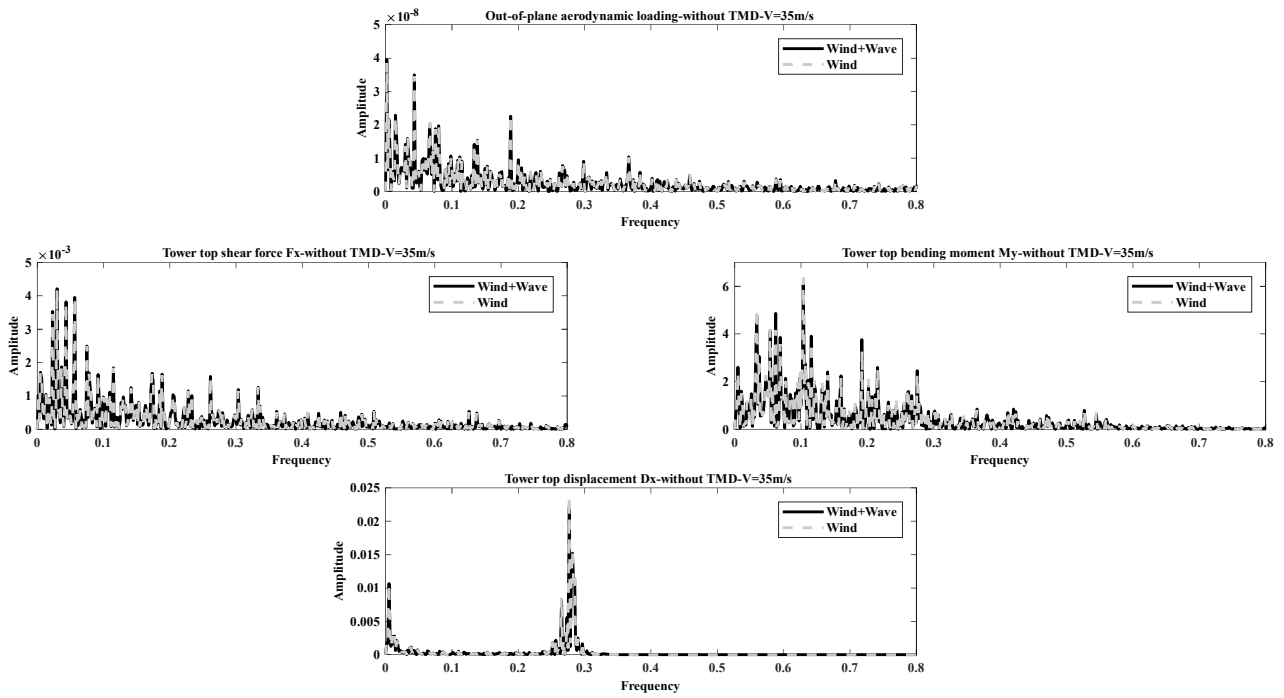 ×10⁻⁸
Out-of-plane aerodynamic loading-without TMD-V=35m/s
5
4
3
2
1
0
Amplitude
Wind+Wave
Wind
0 0.1 0.2 0.3 0.4 0.5 0.6 0.7 0.8
Frequency
×10⁻³
Tower top shear force Fx-without TMD-V=35m/s
5
4
3
2
1
0
Amplitude
Wind+Wave
Wind
0 0.1 0.2 0.3 0.4 0.5 0.6 0.7 0.8
Frequency
Tower top bending moment My-without TMD-V=35m/s
6
4
2
0
Amplitude
Wind+Wave
Wind
0 0.1 0.2 0.3 0.4 0.5 0.6 0.7 0.8
Frequency
Tower top displacement Dx-without TMD-V=35m/s
0.025
0.02
0.015
0.01
0.005
0
Amplitude
Wind+Wave
Wind
0 0.1 0.2 0.3 0.4 0.5 0.6 0.7 0.8
Frequency